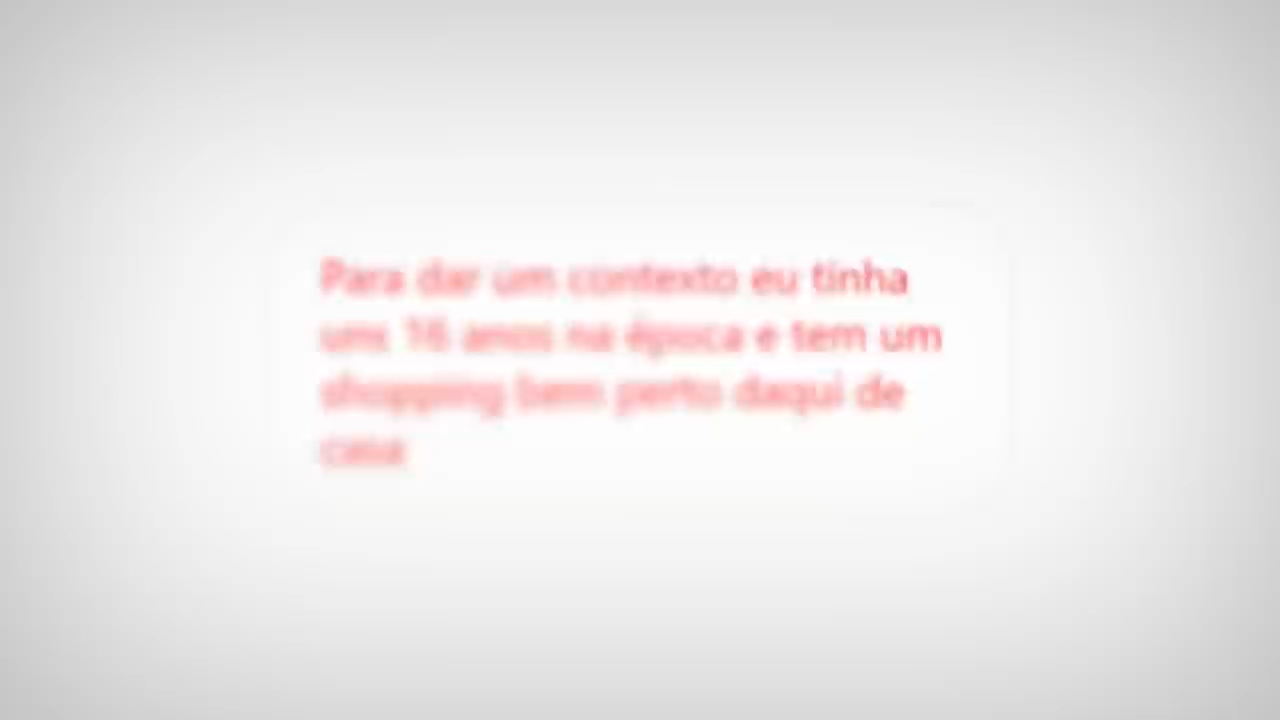 Para dar um contexto eu tinha
uns 16 anos na época e tem um
shopping bem perto daqui de
casa